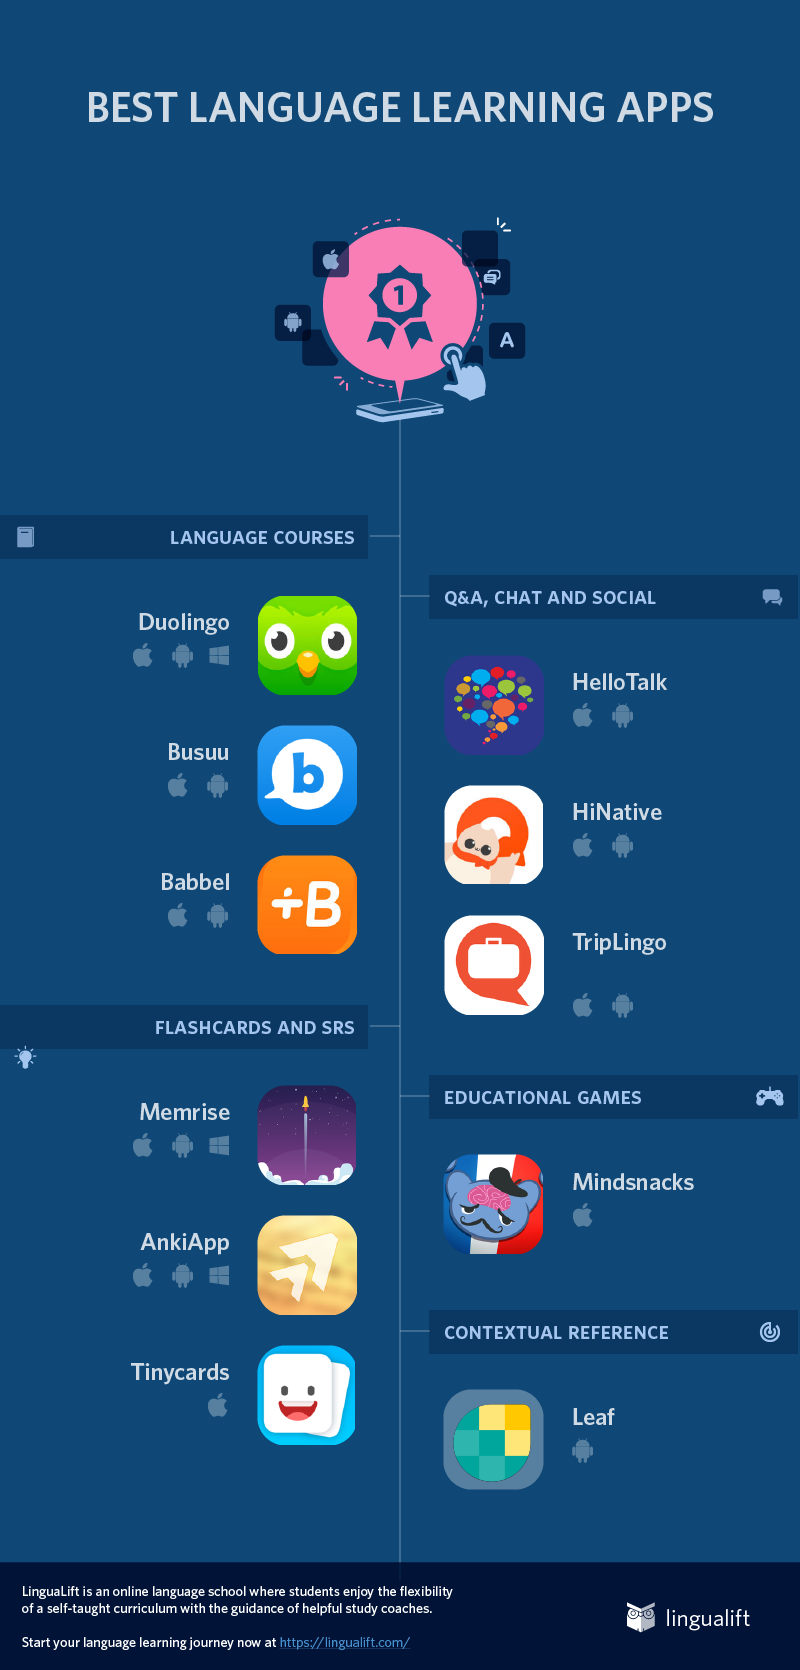 BEST LANGUAGE LEARNING APPS
1
A
LANGUAGE COURSES
Duolingo
Busuu
b
Babbel
+B
FLASHCARDS AND SRS
Memrise
AnkiApp
Tinycards
Q&A, CHAT AND SOCIAL
HelloTalk
HiNative
TripLingo
EDUCATIONAL GAMES
Mindsnacks
CONTEXTUAL REFERENCE
Leaf
LinguaLift is an online language school where students enjoy the flexibility
of a self-taught curriculum with the guidance of helpful study coaches.
Start your language learning journey now at https://lingualift.com/
lingualift